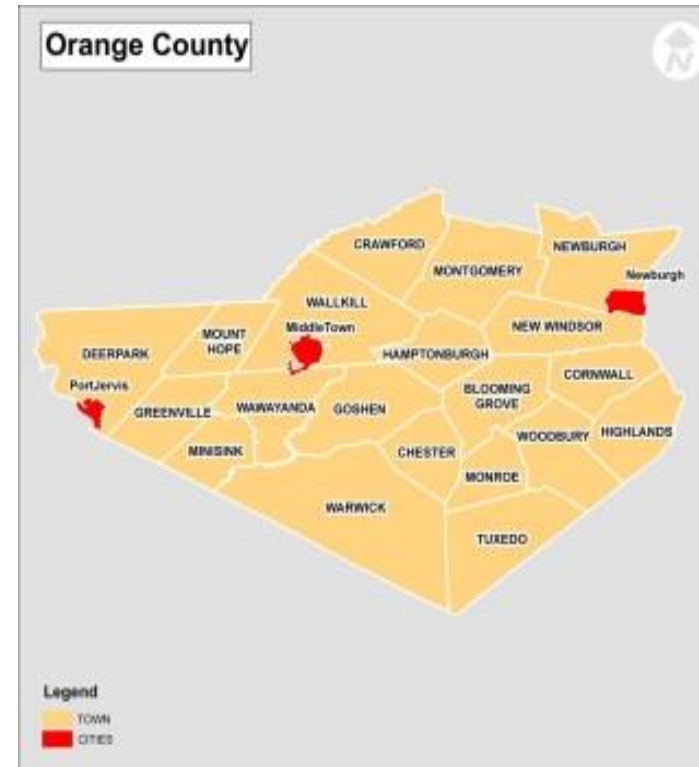 Orange County
N
CRAWFORD
NEWBURGH
MONTGOMERY
Newburgh
WALLKILL
MiddleTown
NEW WINDSOR
MOUNT
HOPE
DEERPARK
HAMPTONBURGH
CORNWALL
PortJervis
BLOOMING
GROVE
GREENVILLE
WAWAYANDA
GOSHEN
WOODBURY
HIGHLANDS
MINISINK
CHESTER
MONROE
WARWICK
TUXEDO
Legend
TOWN
CITIES